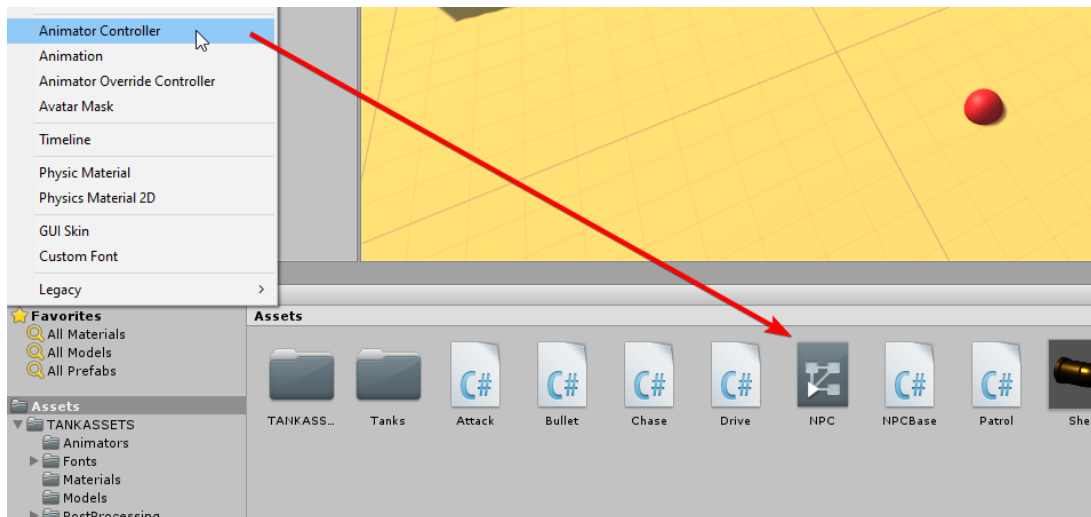 Animator Controller
Animation
Animator Override Controller
Avatar Mask
Timeline
Physic Material
Physics Material 2D
GUI Skin
Custom Font
Legacy
Favorites
All Materials
All Models
All Prefabs
Assets
TANKASSETS
Animators
Fonts
Materials
Models
PostProcessing
Assets
C# C# C# C# C# C#
TANKASS... Tanks Attack Bullet Chase Drive NPC NPCBase Patrol She